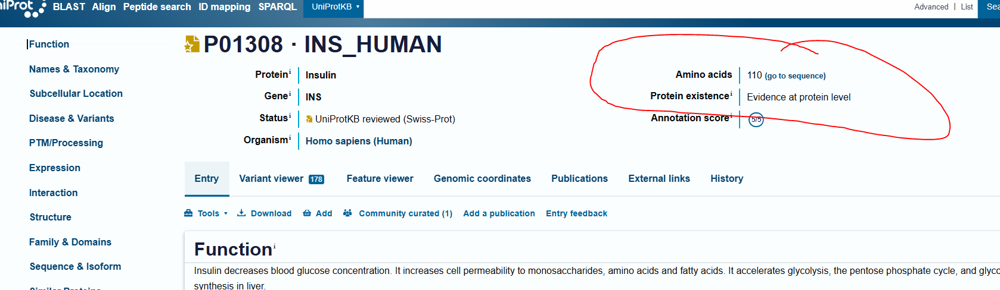 BLAST Align Peptide search ID mapping SPARQL UniProtKB Advanced | List
Function
Names & Taxonomy
Subcellular Location
Disease & Variants
PTM/Processing
Expression
Interaction
Structure
Family & Domains
Sequence & Isoform
P01308 · INS_HUMAN
Proteinⁱ Insulin
Geneⁱ INS
Statusⁱ UniProtKB reviewed (Swiss-Prot)
Organismⁱ Homo sapiens (Human)
Amino acids 110 (go to sequence)
Protein existenceⁱ Evidence at protein level
Annotation scoreⁱ 5/5
Entry Variant viewer 178 Feature viewer Genomic coordinates Publications External links History
Tools Download Add Community curated (1) Add a publication Entry feedback
Functionⁱ
Insulin decreases blood glucose concentration. It increases cell permeability to monosaccharides, amino acids and fatty acids. It accelerates glycolysis, the pentose phosphate cycle, and
synthesis in liver.